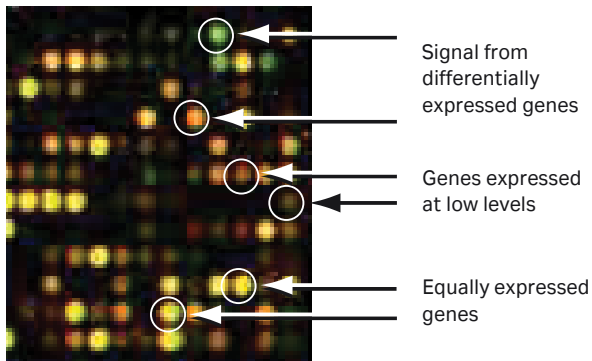 Signal from
differentially
expressed genes
Genes expressed
at low levels
Equally expressed
genes